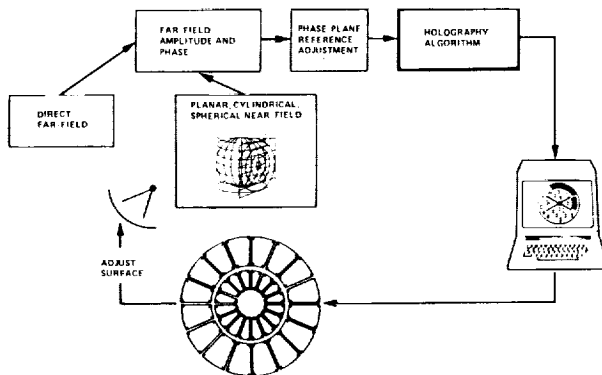 FAR FIELD
AMPLITUDE AND
PHASE
PHASE PLANE
REFERENCE
ADJUSTMENT
HOLOGRAPHY
ALGORITHM
DIRECT
FAR-FIELD
PLANAR, CYLINDRICAL,
SPHERICAL NEAR FIELD
ADJUST
SURFACE